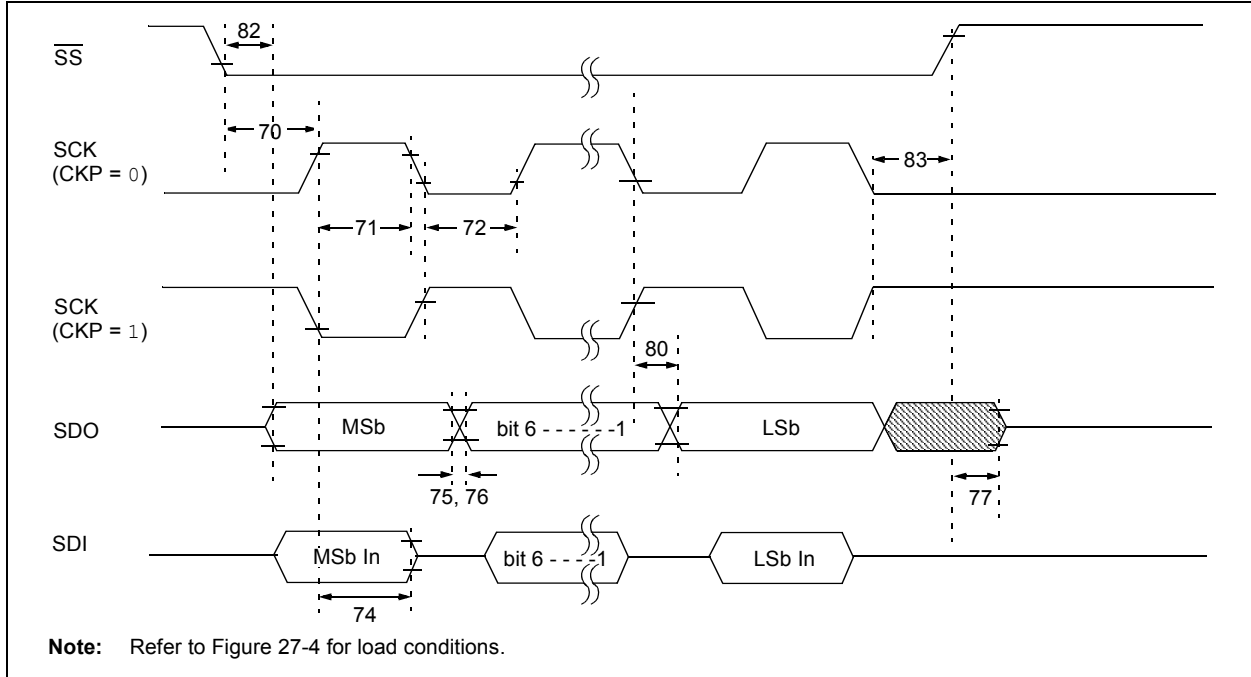 82
SS
70
SCK
(CKP = 0)
83
71
72
SCK
(CKP = 1)
80
SDO
MSb
bit 6 - - - - - -1
LSb
75, 76
77
SDI
MSb In
bit 6 - - - -1
LSb In
74
Note: Refer to Figure 27-4 for load conditions.